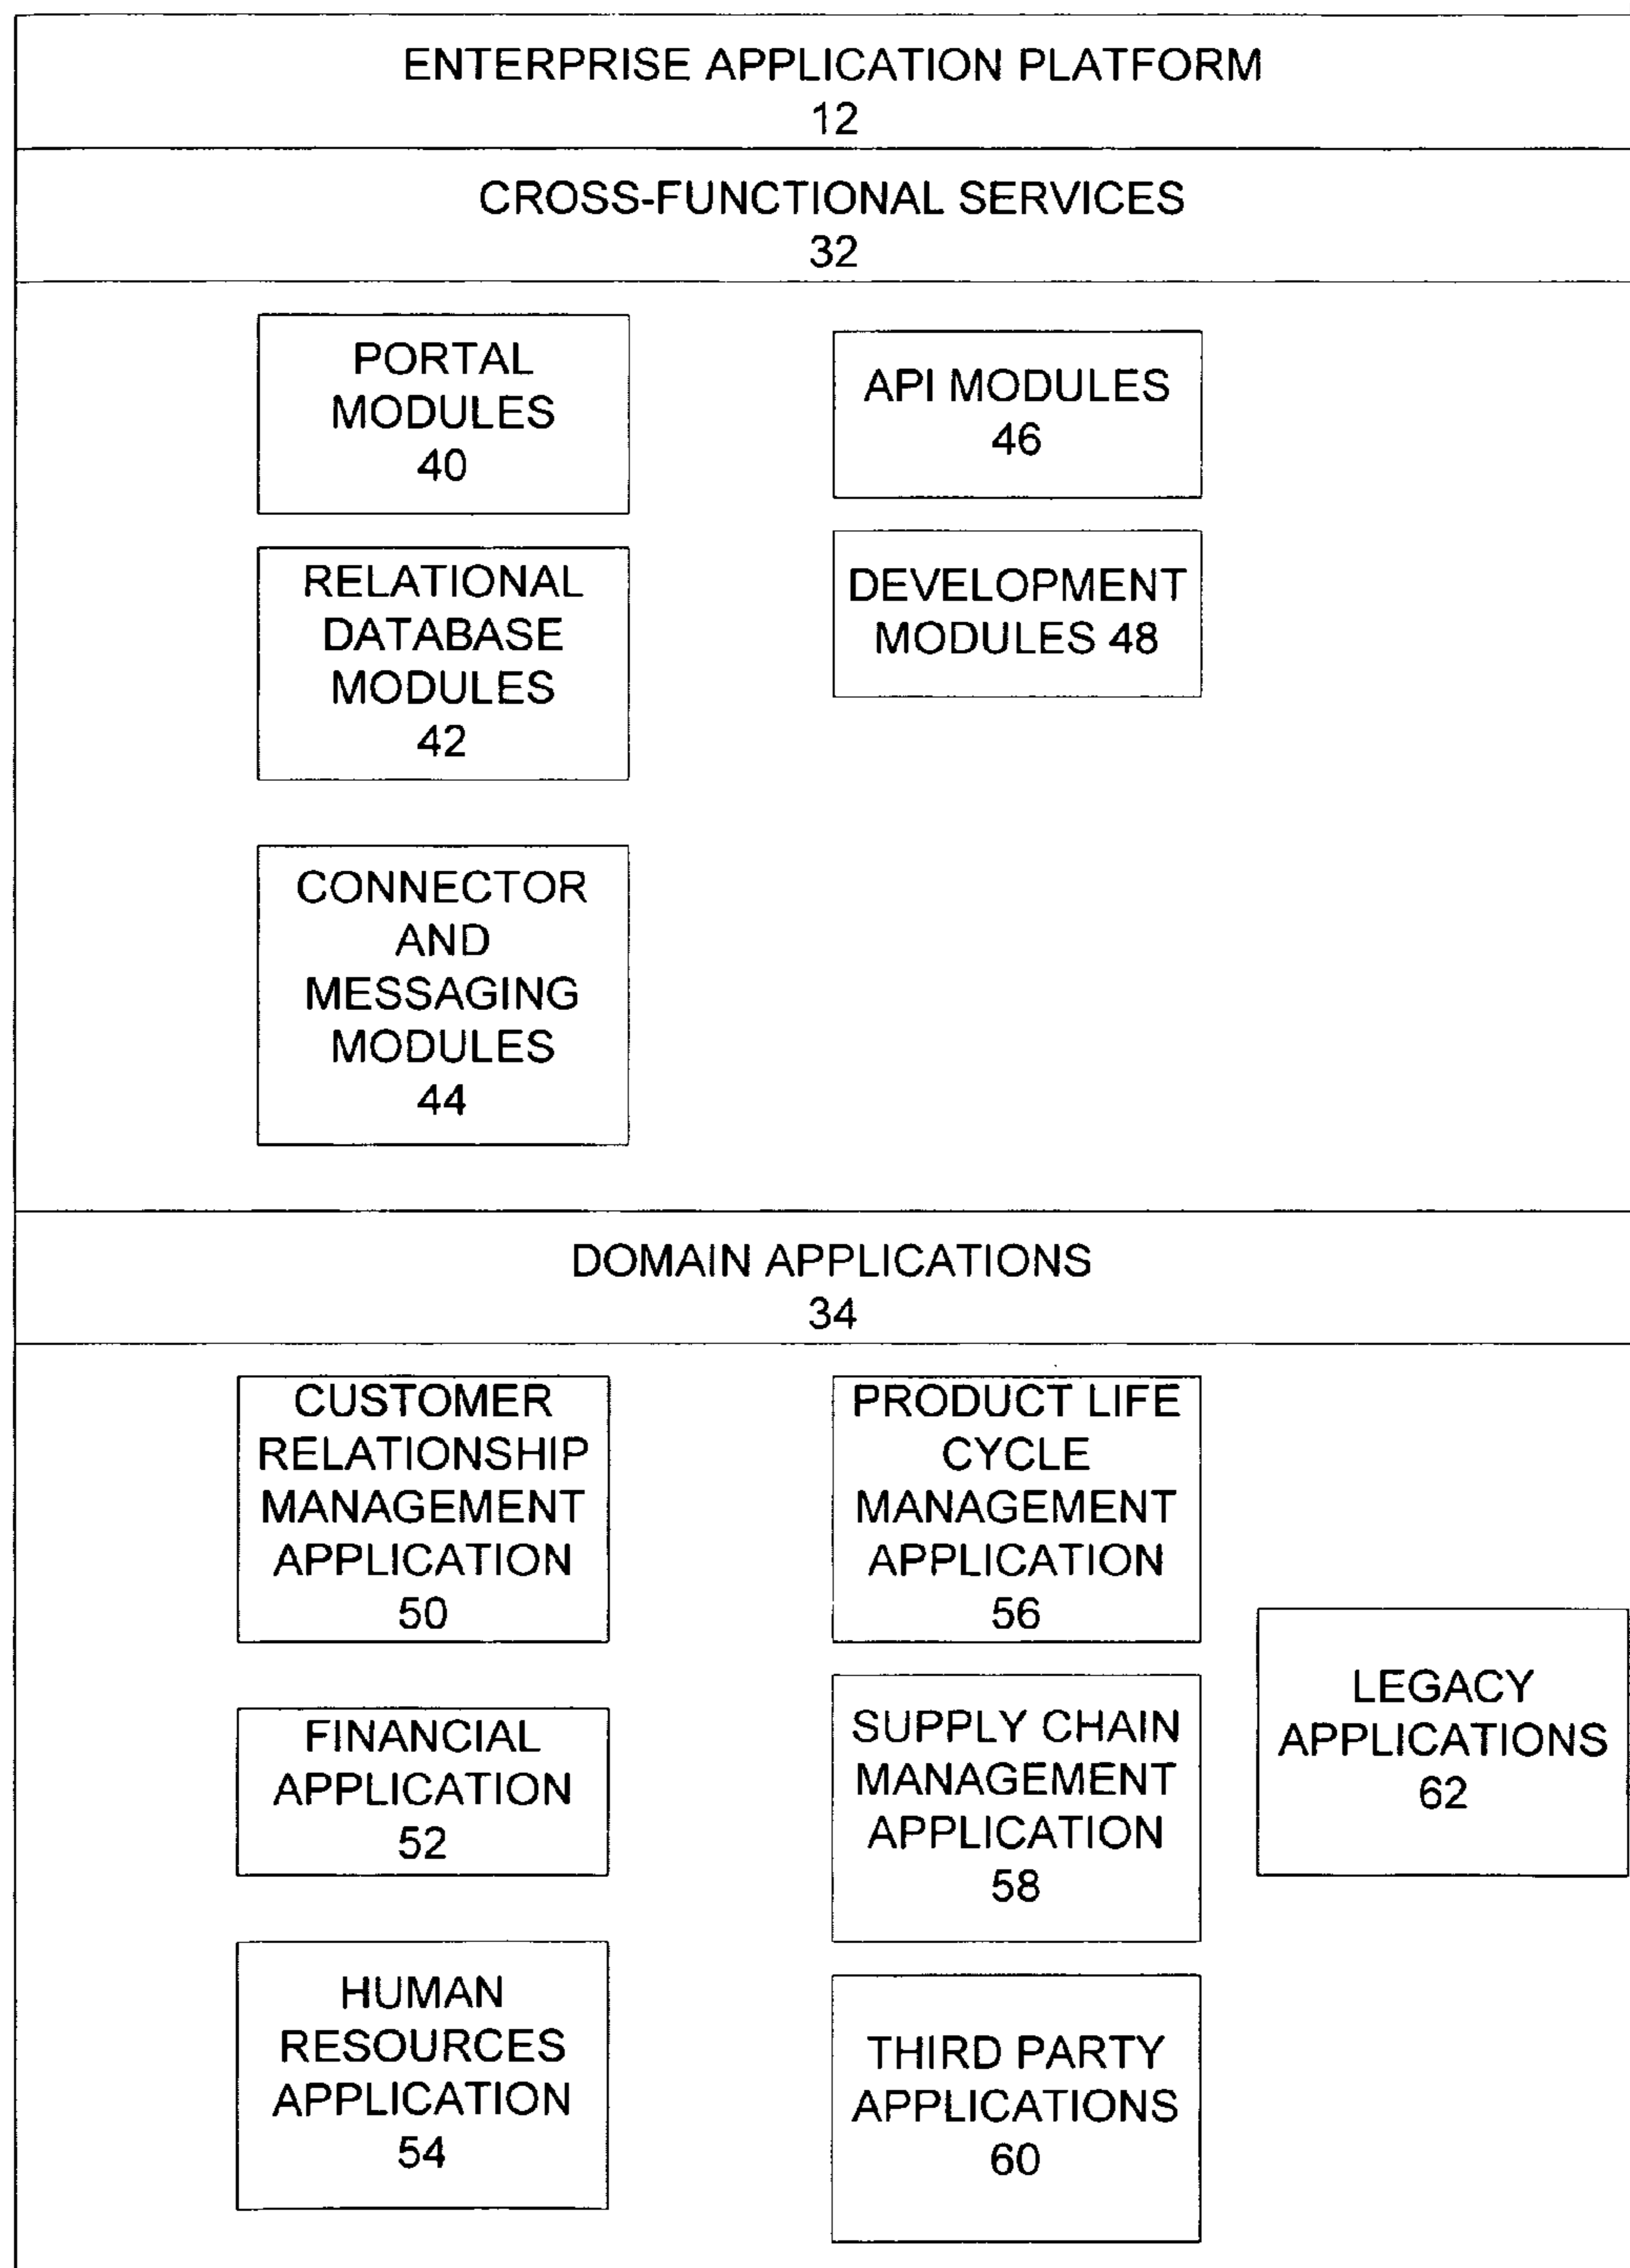 ENTERPRISE APPLICATION PLATFORM
12
CROSS-FUNCTIONAL SERVICES
32
PORTAL
MODULES
40
RELATIONAL
DATABASE
MODULES
42
CONNECTOR
AND
MESSAGING
MODULES
44
API MODULES
46
DEVELOPMENT
MODULES 48
DOMAIN APPLICATIONS
34
CUSTOMER
RELATIONSHIP
MANAGEMENT
APPLICATION
50
FINANCIAL
APPLICATION
52
HUMAN
RESOURCES
APPLICATION
54
PRODUCT LIFE
CYCLE
MANAGEMENT
APPLICATION
56
SUPPLY CHAIN
MANAGEMENT
APPLICATION
58
THIRD PARTY
APPLICATIONS
60
LEGACY
APPLICATIONS
62